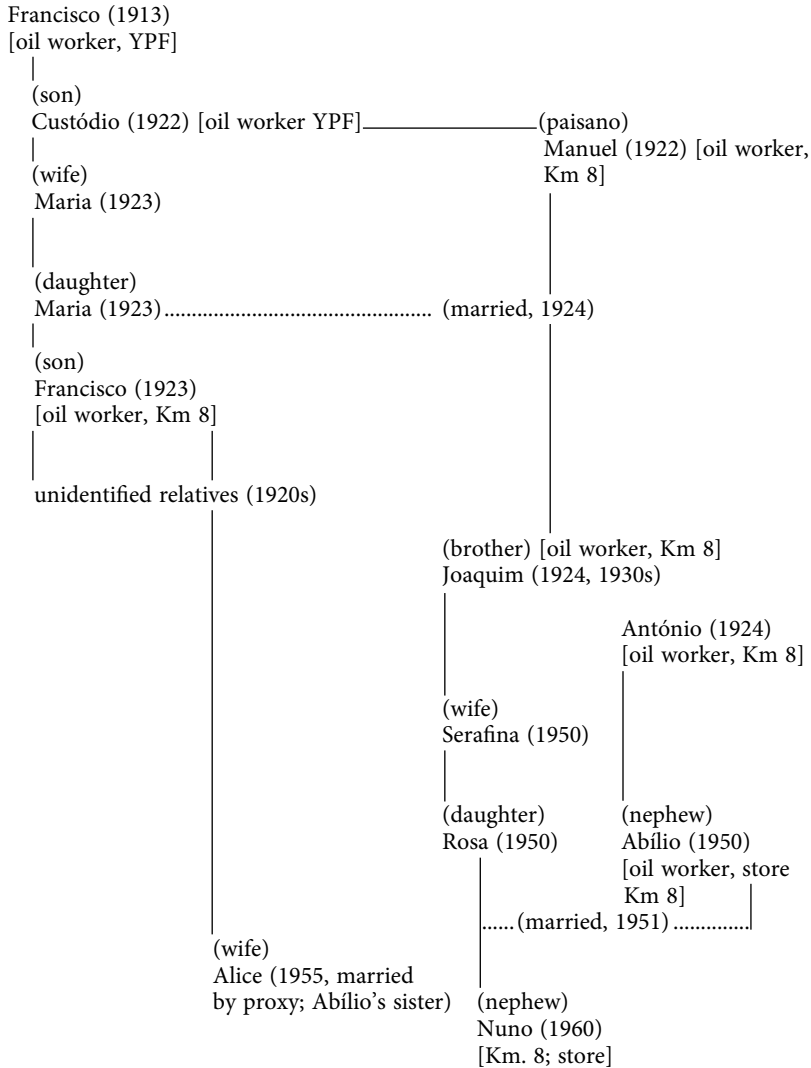 Francisco (1913)
[oil worker, YPF]
(son)
Custódio (1922) [oil worker YPF]
(paisano)
Manuel (1922) [oil worker,
Km 8]
(wife)
Maria (1923)
(daughter)
Maria (1923) ................................................. (married, 1924)
(son)
Francisco (1923)
[oil worker, Km 8]
unidentified relatives (1920s)
(brother) [oil worker, Km 8]
Joaquim (1924, 1930s)
António (1924)
[oil worker, Km 8]
(wife)
Serafina (1950)
(daughter)
Rosa (1950)
(nephew)
Abílio (1950)
[oil worker, store
Km 8]
...... (married, 1951) ..............
(wife)
Alice (1955, married
by proxy; Abílio's sister)
(nephew)
Nuno (1960)
[Km. 8; store]